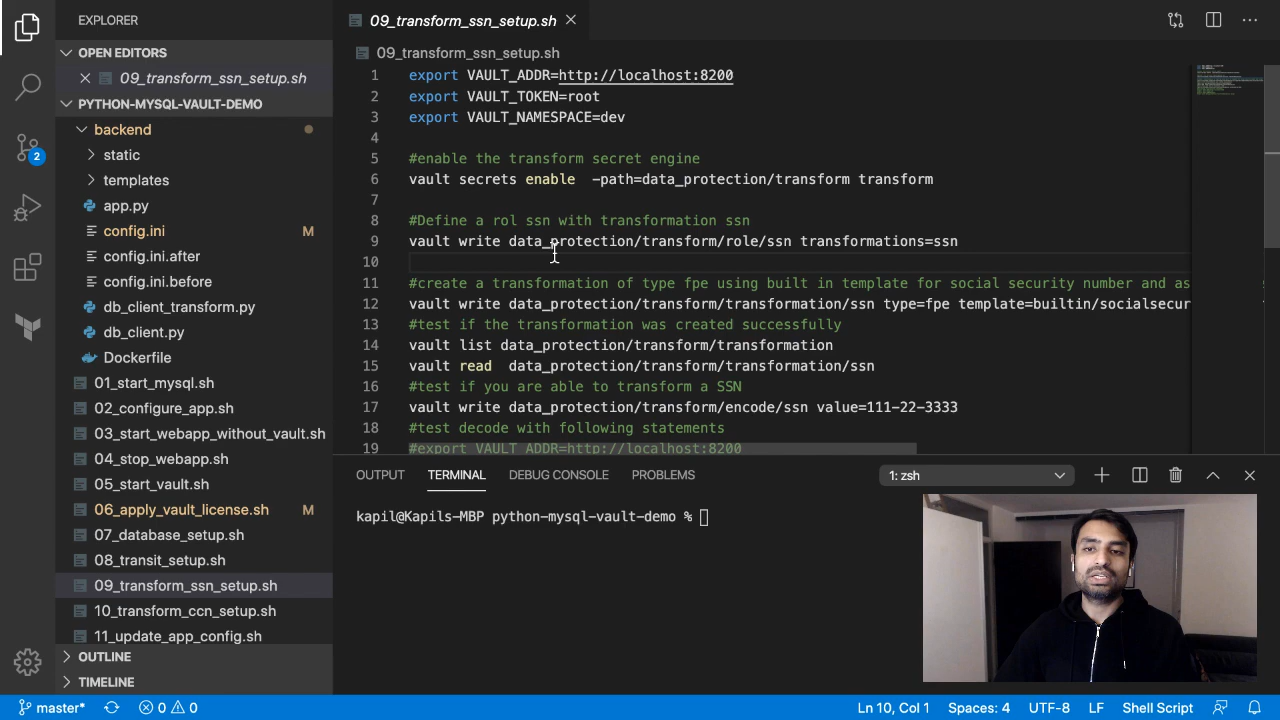 EXPLORER
OPEN EDITORS
09_transform_ssn_setup.sh
PYTHON-MYSQL-VAULT-DEMO
backend
static
templates
app.py
config.ini M
config.ini.after
config.ini.before
db_client_transform.py
db_client.py
Dockerfile
01_start_mysql.sh
02_configure_app.sh
03_start_webapp_without_vault.sh
04_stop_webapp.sh
05_start_vault.sh
06_apply_vault_license.sh M
07_database_setup.sh
08_transit_setup.sh
09_transform_ssn_setup.sh
10_transform_ccn_setup.sh
11_update_app_config.sh
OUTLINE
TIMELINE
2
09_transform_ssn_setup.sh
09_transform_ssn_setup.sh
1 export VAULT_ADDR=http://localhost:8200
2 export VAULT_TOKEN=root
3 export VAULT_NAMESPACE=dev
4
5 #enable the transform secret engine
6 vault secrets enable -path=data_protection/transform transform
7
8 #Define a rol ssn with transformation ssn
9 vault write data_protection/transform/role/ssn transformations=ssn
10
11 #create a transformation of type fpe using built in template for social security number and as
12 vault write data_protection/transform/transformation/ssn type=fpe template=builtin/socialsecur
13 #test if the transformation was created successfully
14 vault list data_protection/transform/transformation
15 vault read data_protection/transform/transformation/ssn
16 #test if you are able to transform a SSN
17 vault write data_protection/transform/encode/ssn value=111-22-3333
18 #test decode with following statements
19 #export VAULT_ADDR=http://localhost:8200
OUTPUT TERMINAL DEBUG CONSOLE PROBLEMS 1: zsh
kapil@Kapils-MBP python-mysql-vault-demo %
master* 0 0 Ln 10, Col 1 Spaces: 4 UTF-8 LF Shell Script